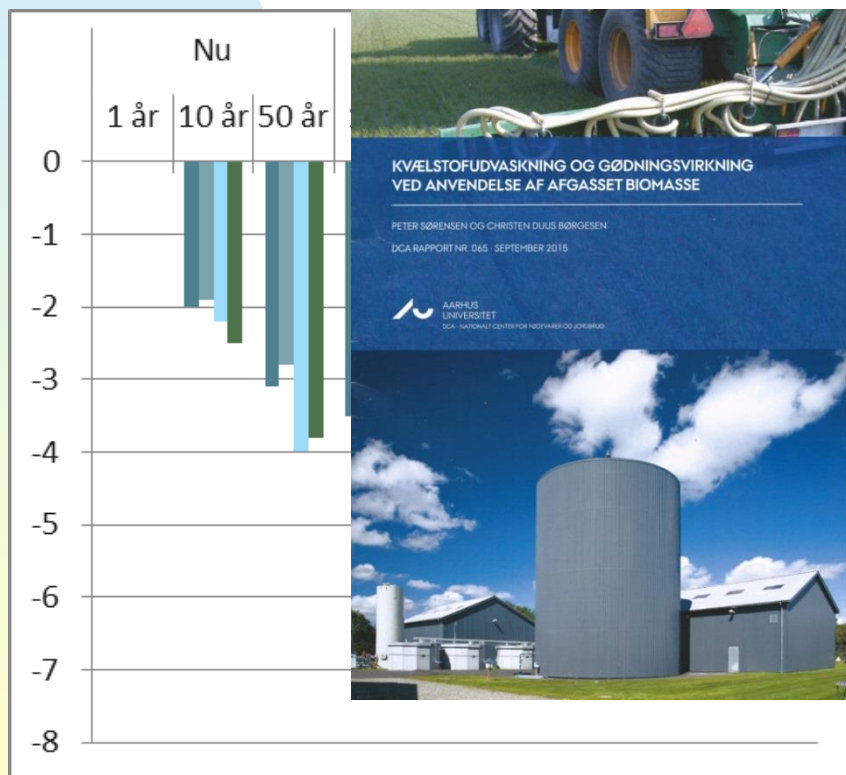 Nu
1 år 10 år 50 år
0
-1
-2
-3
-4
-5
-6
-7
-8
KVÆLSTOFUDVASKNING OG GØDNINGSVIRKNING
VED ANVENDELSE AF AFGASSET BIOMASSE
PETER SØRENSEN OG CHRISTEN DUUS BØRGESEN
DCA RAPPORT NR. 065 · SEPTEMBER 2015
AARHUS
UNIVERSITET
DCA - NATIONALT CENTER FOR FØDEVARER OG JORDBRUG